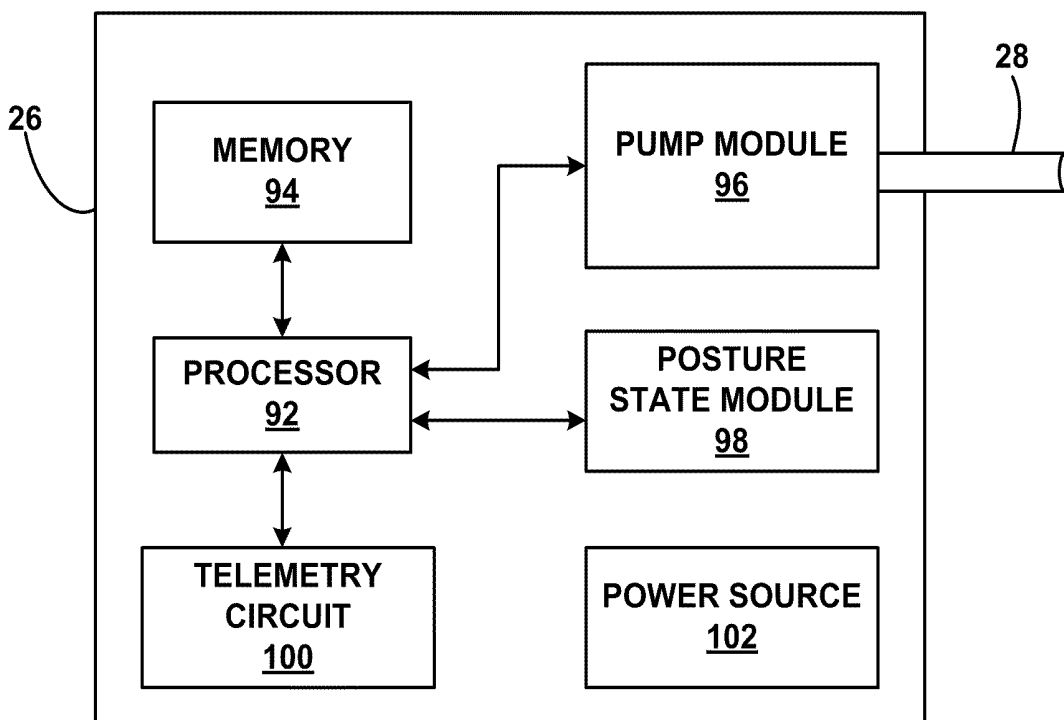 26
28
MEMORY
94
PUMP MODULE
96
PROCESSOR
92
POSTURE
STATE MODULE
98
TELEMETRY
CIRCUIT
100
POWER SOURCE
102